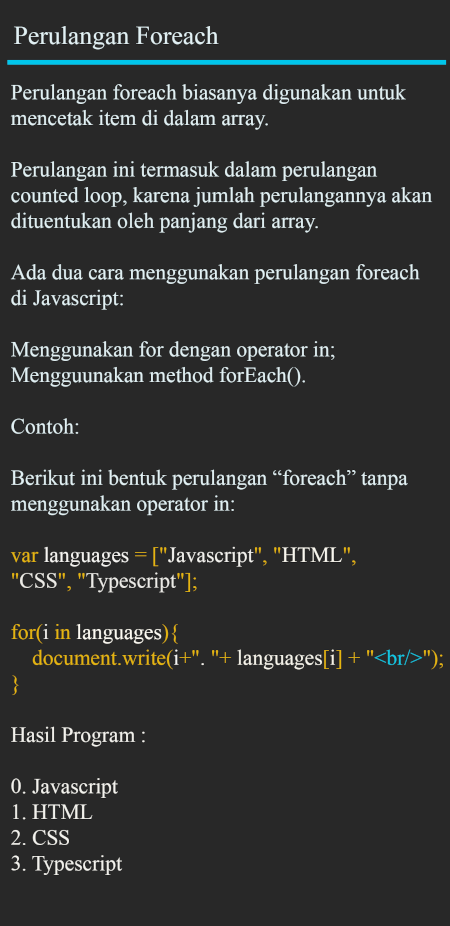 Perulangan Foreach
Perulangan foreach biasanya digunakan untuk
mencetak item di dalam array.
Perulangan ini termasuk dalam perulangan
counted loop, karena jumlah perulangannya akan
dituentukan oleh panjang dari array.
Ada dua cara menggunakan perulangan foreach
di Javascript:
Menggunakan for dengan operator in;
Mengguunakan method forEach().
Contoh:
Berikut ini bentuk perulangan “foreach” tanpa
menggunakan operator in:
var languages = ["Javascript", "HTML",
"CSS", "Typescript"];
for(i in languages){
document.write(i+". "+ languages[i] + "<br/>");
}
Hasil Program :
0. Javascript
1. HTML
2. CSS
3. Typescript